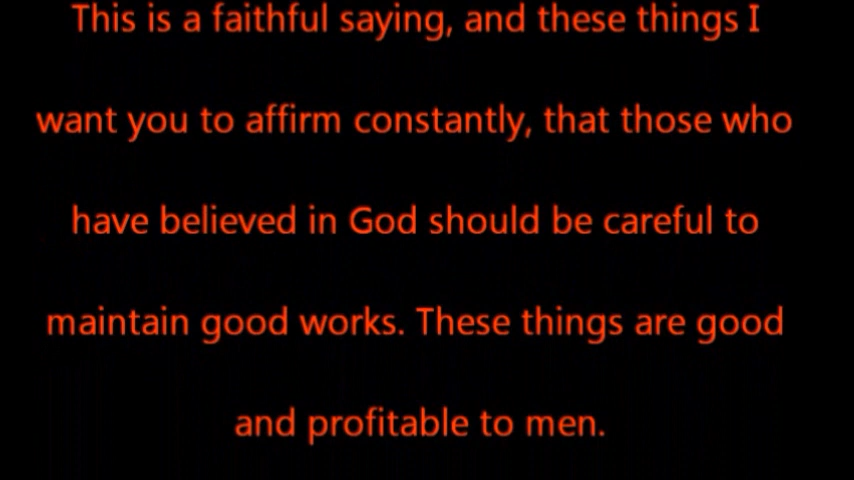 This is a faithful saying, and these things I
want you to affirm constantly, that those who
have believed in God should be careful to
maintain good works. These things are good
and profitable to men.